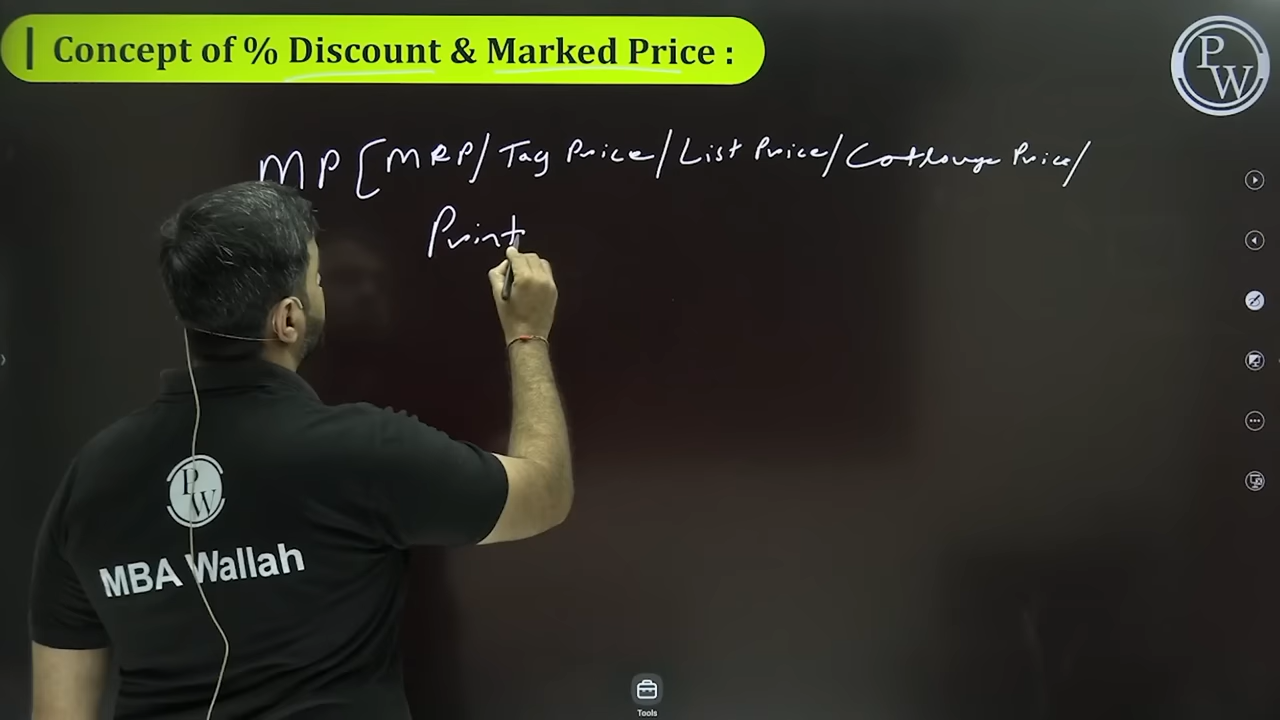 | Concept of % Discount & Marked Price :
PW
MP [MRP/Tag Price/List Price/Catlouge Price/
Print
PW
MBA Wallah
Tools